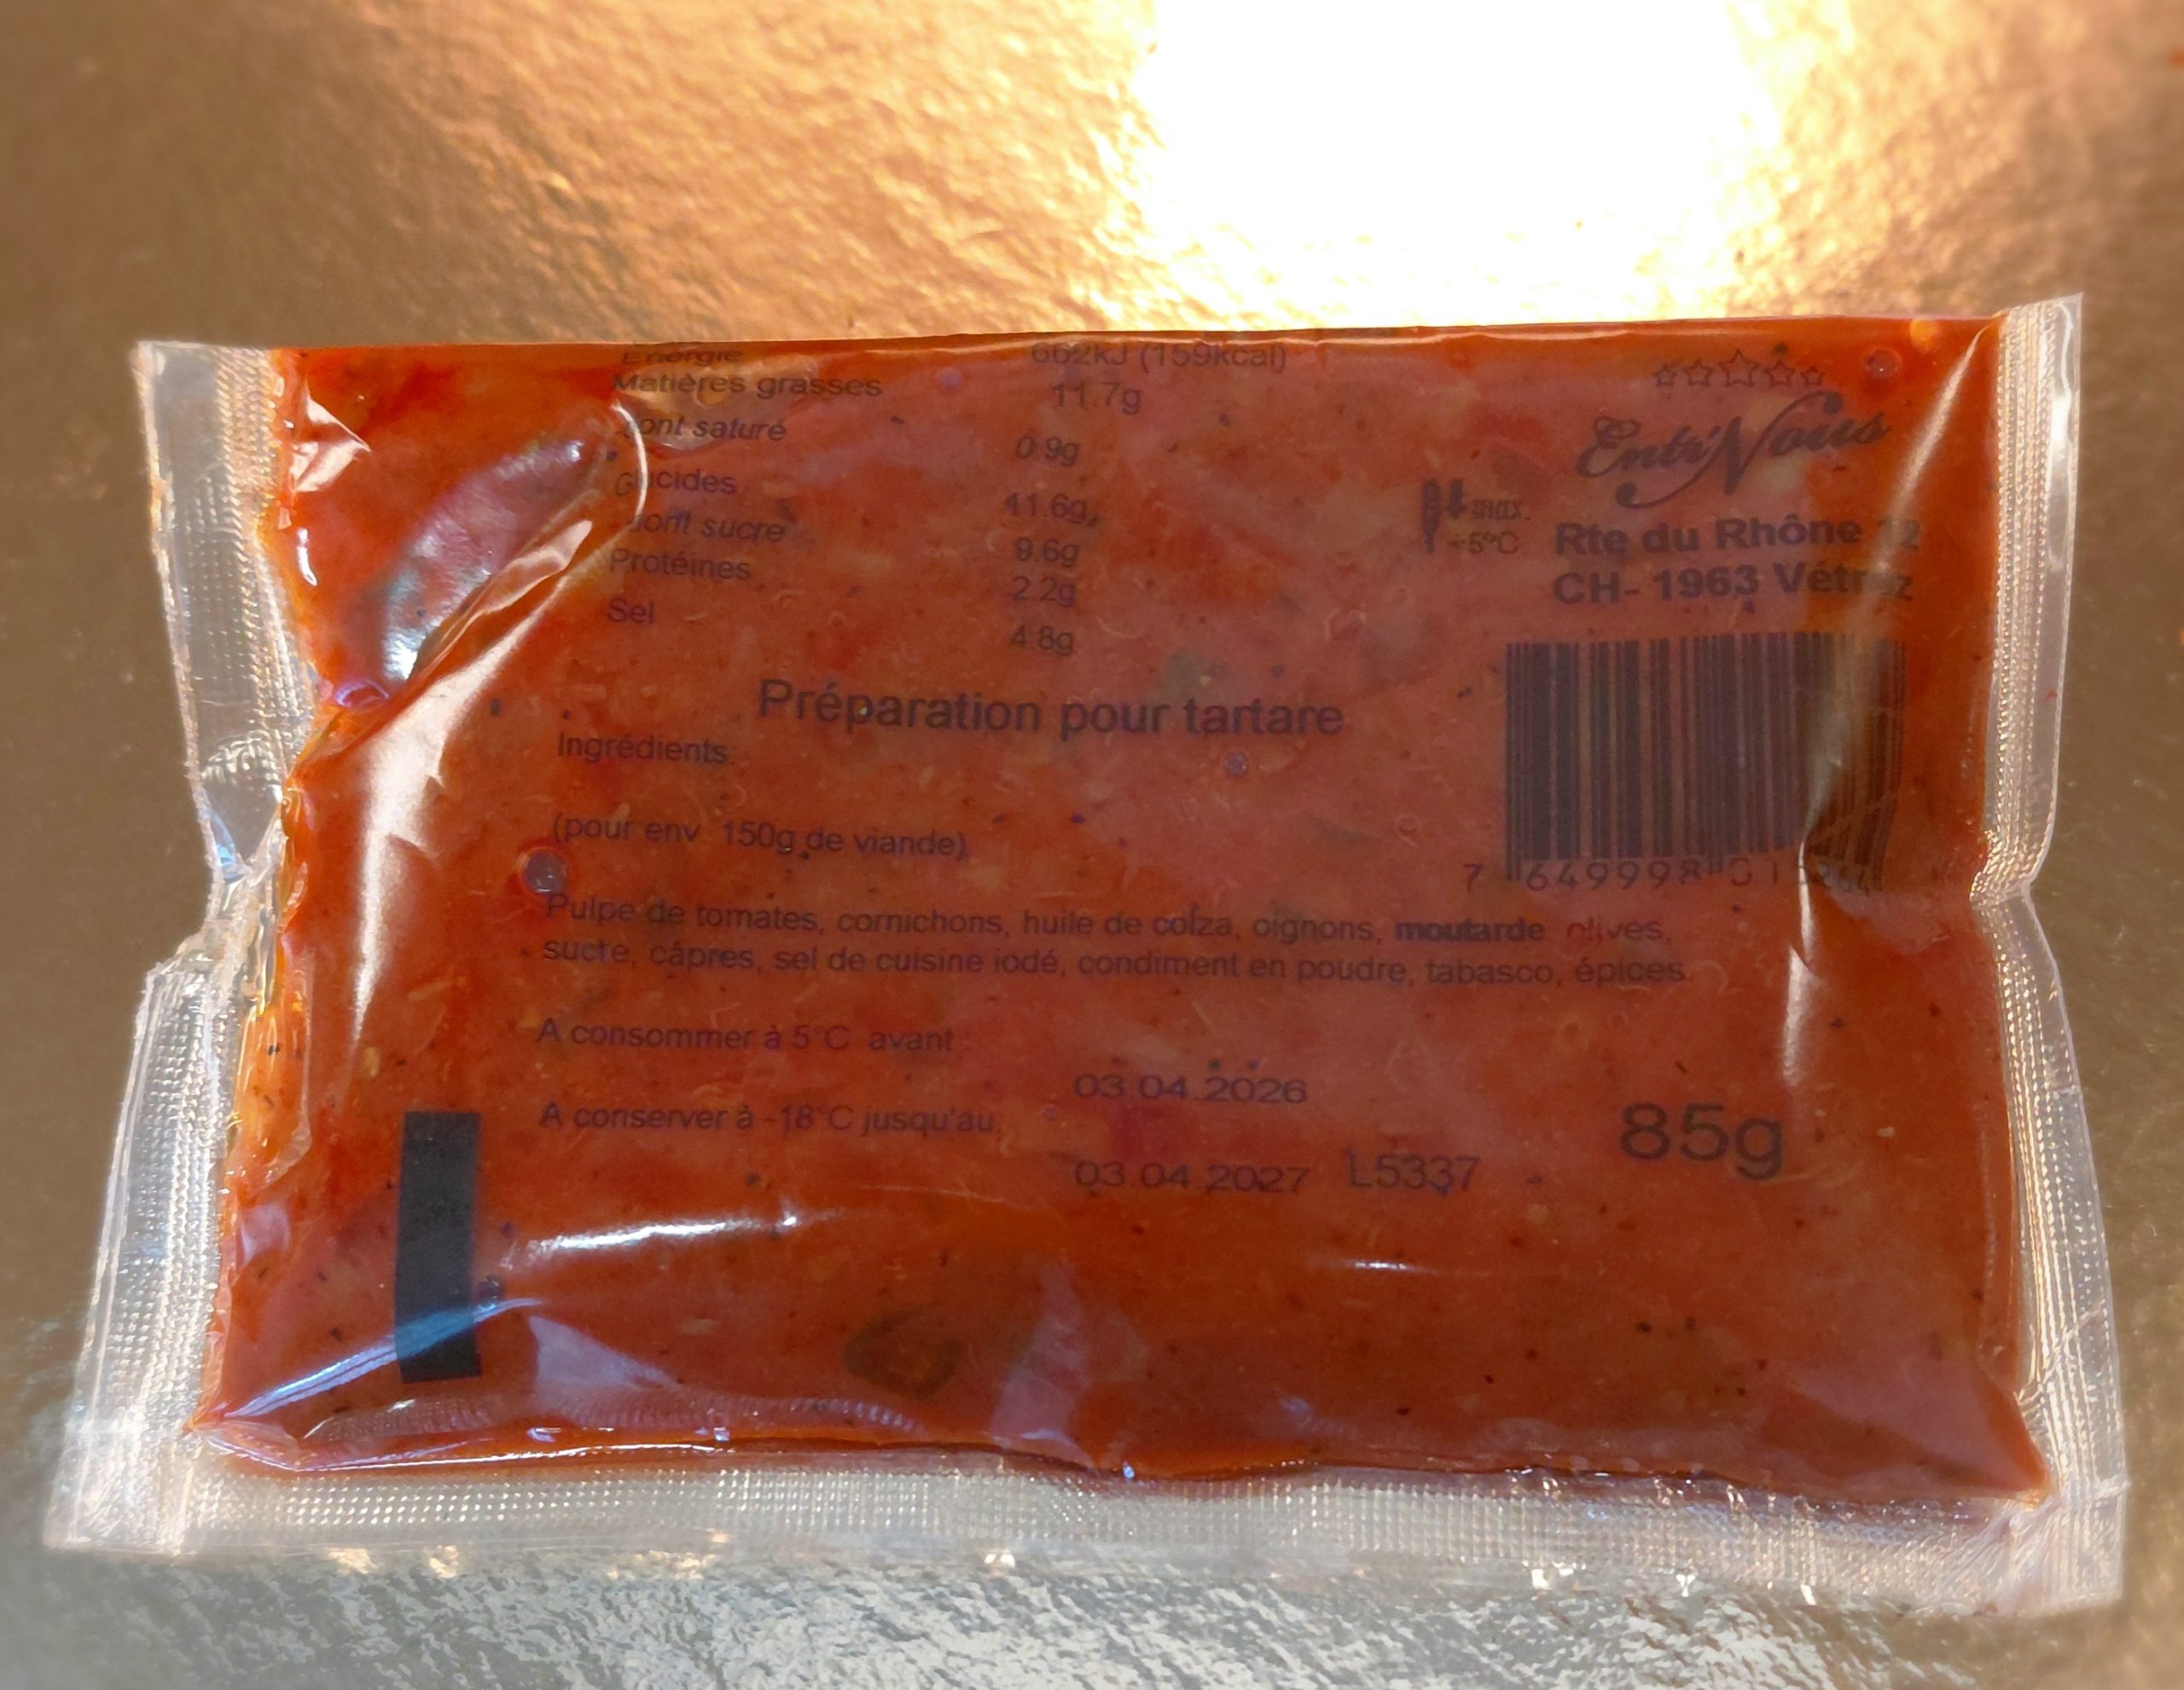 Energie 662kJ (159kcal)
Matières grasses 11.7g
dont saturé 0.9g
Glucides 11.6g
dont sucre 9.6g
Protéines 2.2g
Sel 4.8g
Entr'Nous
max.
+5°C
Rte du Rhône 12
CH- 1963 Vétroz
Préparation pour tartare
Ingrédients
(pour env. 150g de viande)
Pulpe de tomates, cornichons, huile de colza, oignons, moutarde olives,
sucre, câpres, sel de cuisine iodé, condiment en poudre, tabasco, épices.
A consommer à 5°C avant
03.04.2026
A conserver à -18°C jusqu'au
03.04.2027 L5337
85g